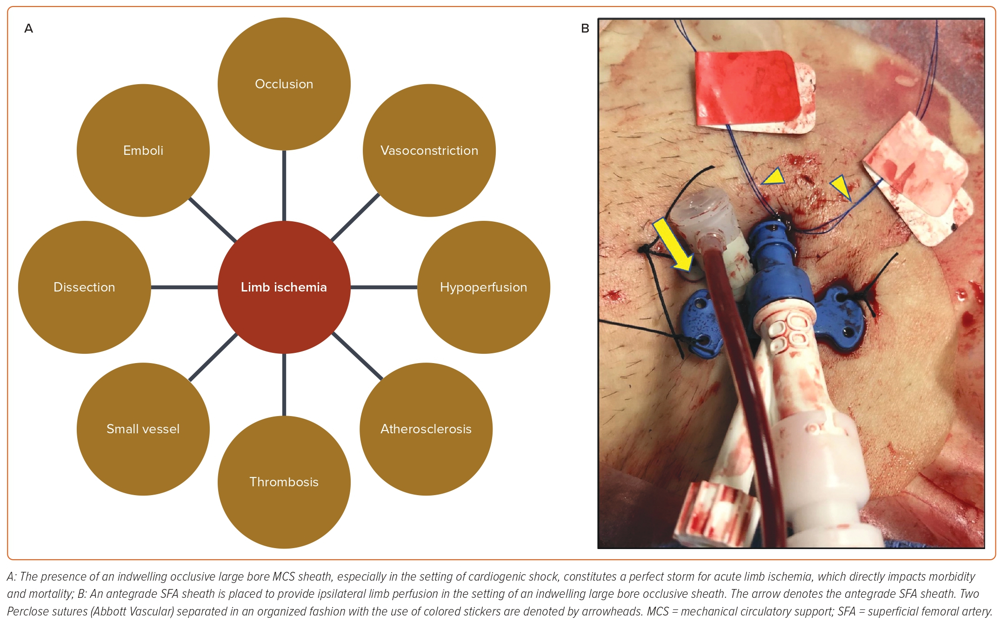 A
B
Occlusion
Emboli
Vasoconstriction
Dissection
Limb ischemia
Hypoperfusion
Small vessel
Atherosclerosis
Thrombosis
A: The presence of an indwelling occlusive large bore MCS sheath, especially in the setting of cardiogenic shock, constitutes a perfect storm for acute limb ischemia, which directly impacts morbidity
and mortality; B: An antegrade SFA sheath is placed to provide ipsilateral limb perfusion in the setting of an indwelling large bore occlusive sheath. The arrow denotes the antegrade SFA sheath. Two
Perclose sutures (Abbott Vascular) separated in an organized fashion with the use of colored stickers are denoted by arrowheads. MCS = mechanical circulatory support; SFA = superficial femoral artery.